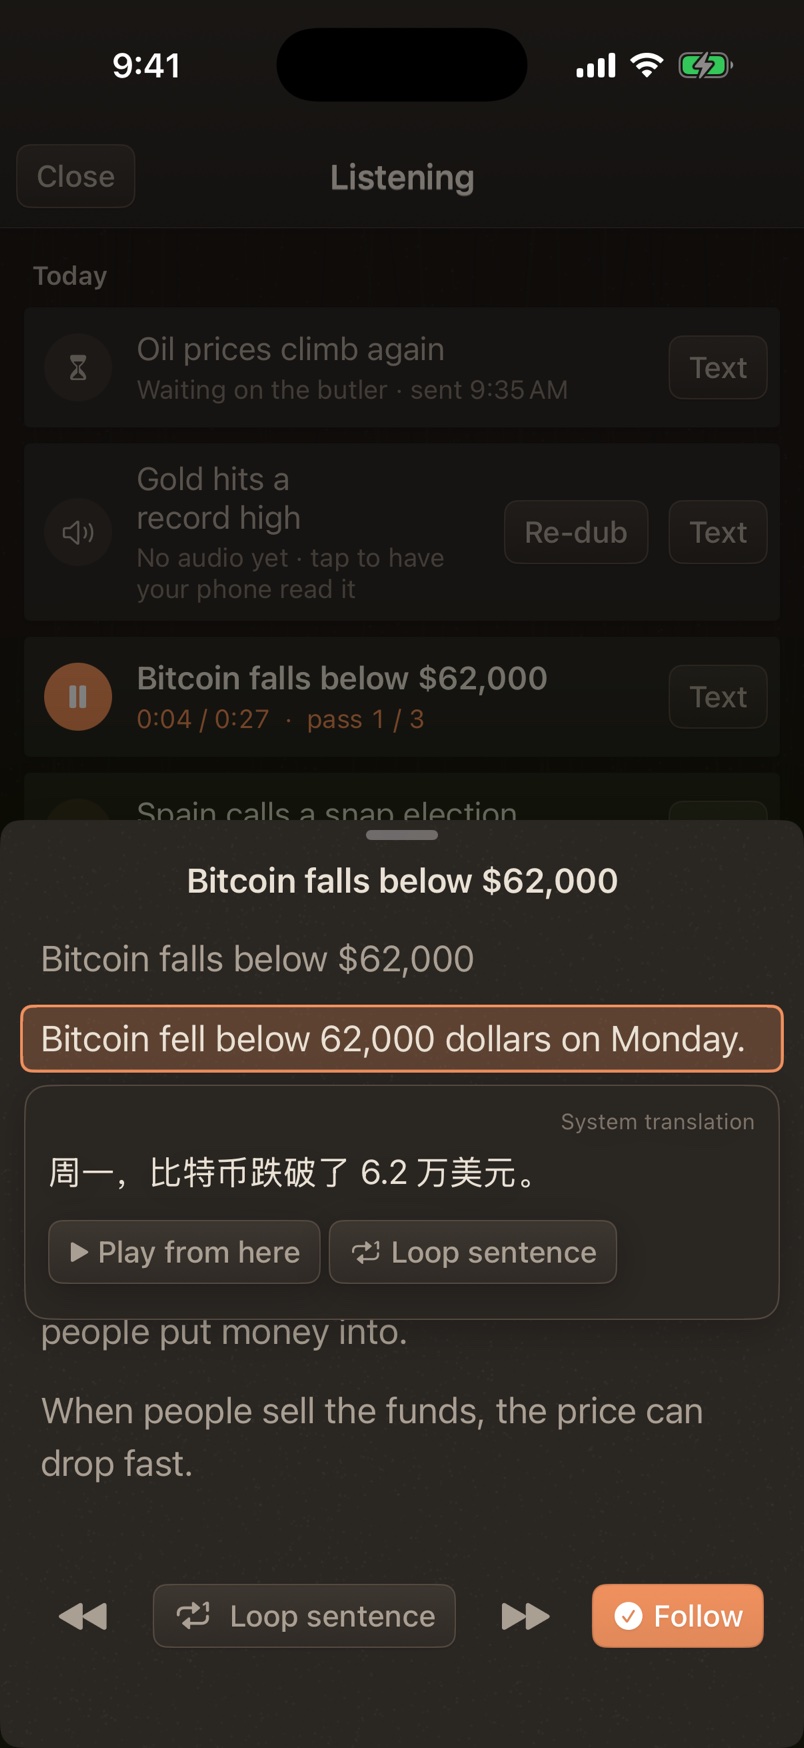 9:41
Close
Listening
Today
Oil prices climb again
Waiting on the butler · sent 9:35 AM
Text
Gold hits a
record high
No audio yet · tap to have
your phone read it
Re-dub
Text
Bitcoin falls below $62,000
0:04 / 0:27 · pass 1 / 3
Text
Spain calls a snap election
Bitcoin falls below $62,000
Bitcoin falls below $62,000
Bitcoin fell below 62,000 dollars on Monday.
System translation
周一，比特币跌破了 6.2 万美元。
Play from here
Loop sentence
people put money into.
When people sell the funds, the price can
drop fast.
Loop sentence
Follow